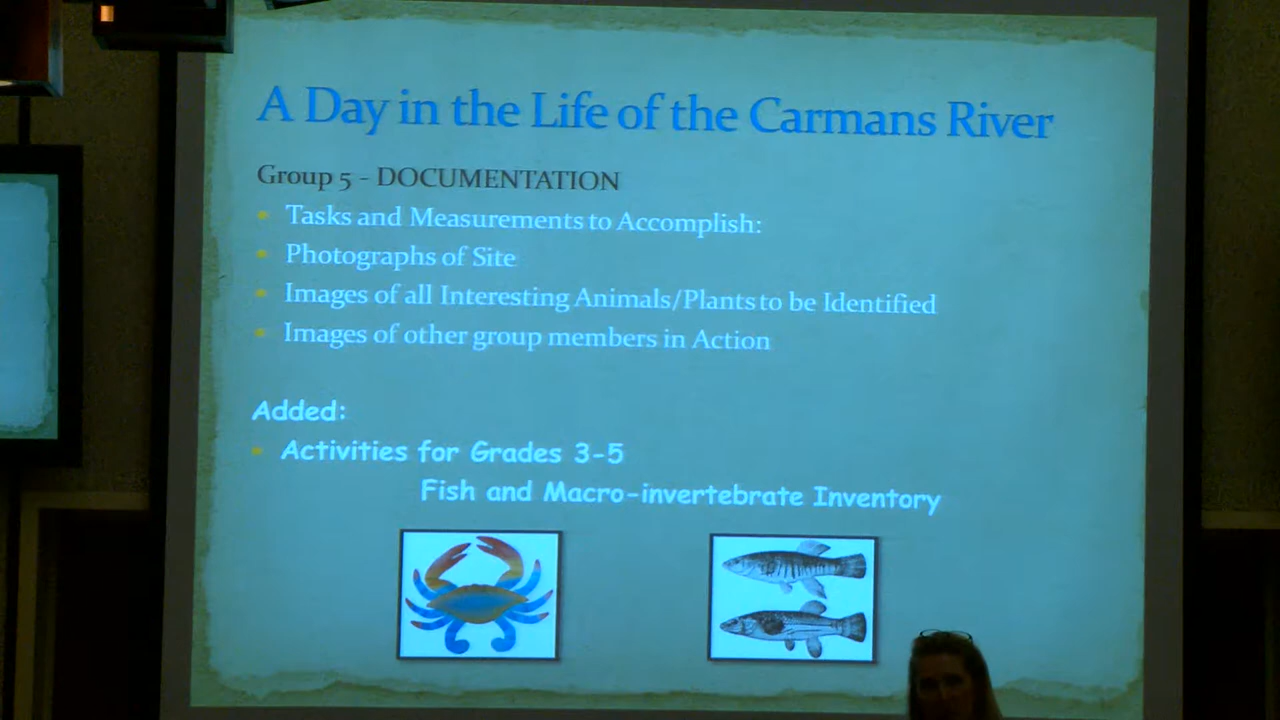 A Day in the Life of the Carmans River
Group 5 - DOCUMENTATION
Tasks and Measurements to Accomplish:
Photographs of Site
Images of all Interesting Animals/Plants to be Identified
Images of other group members in Action
Added:
Activities for Grades 3-5
Fish and Macro-invertebrate Inventory